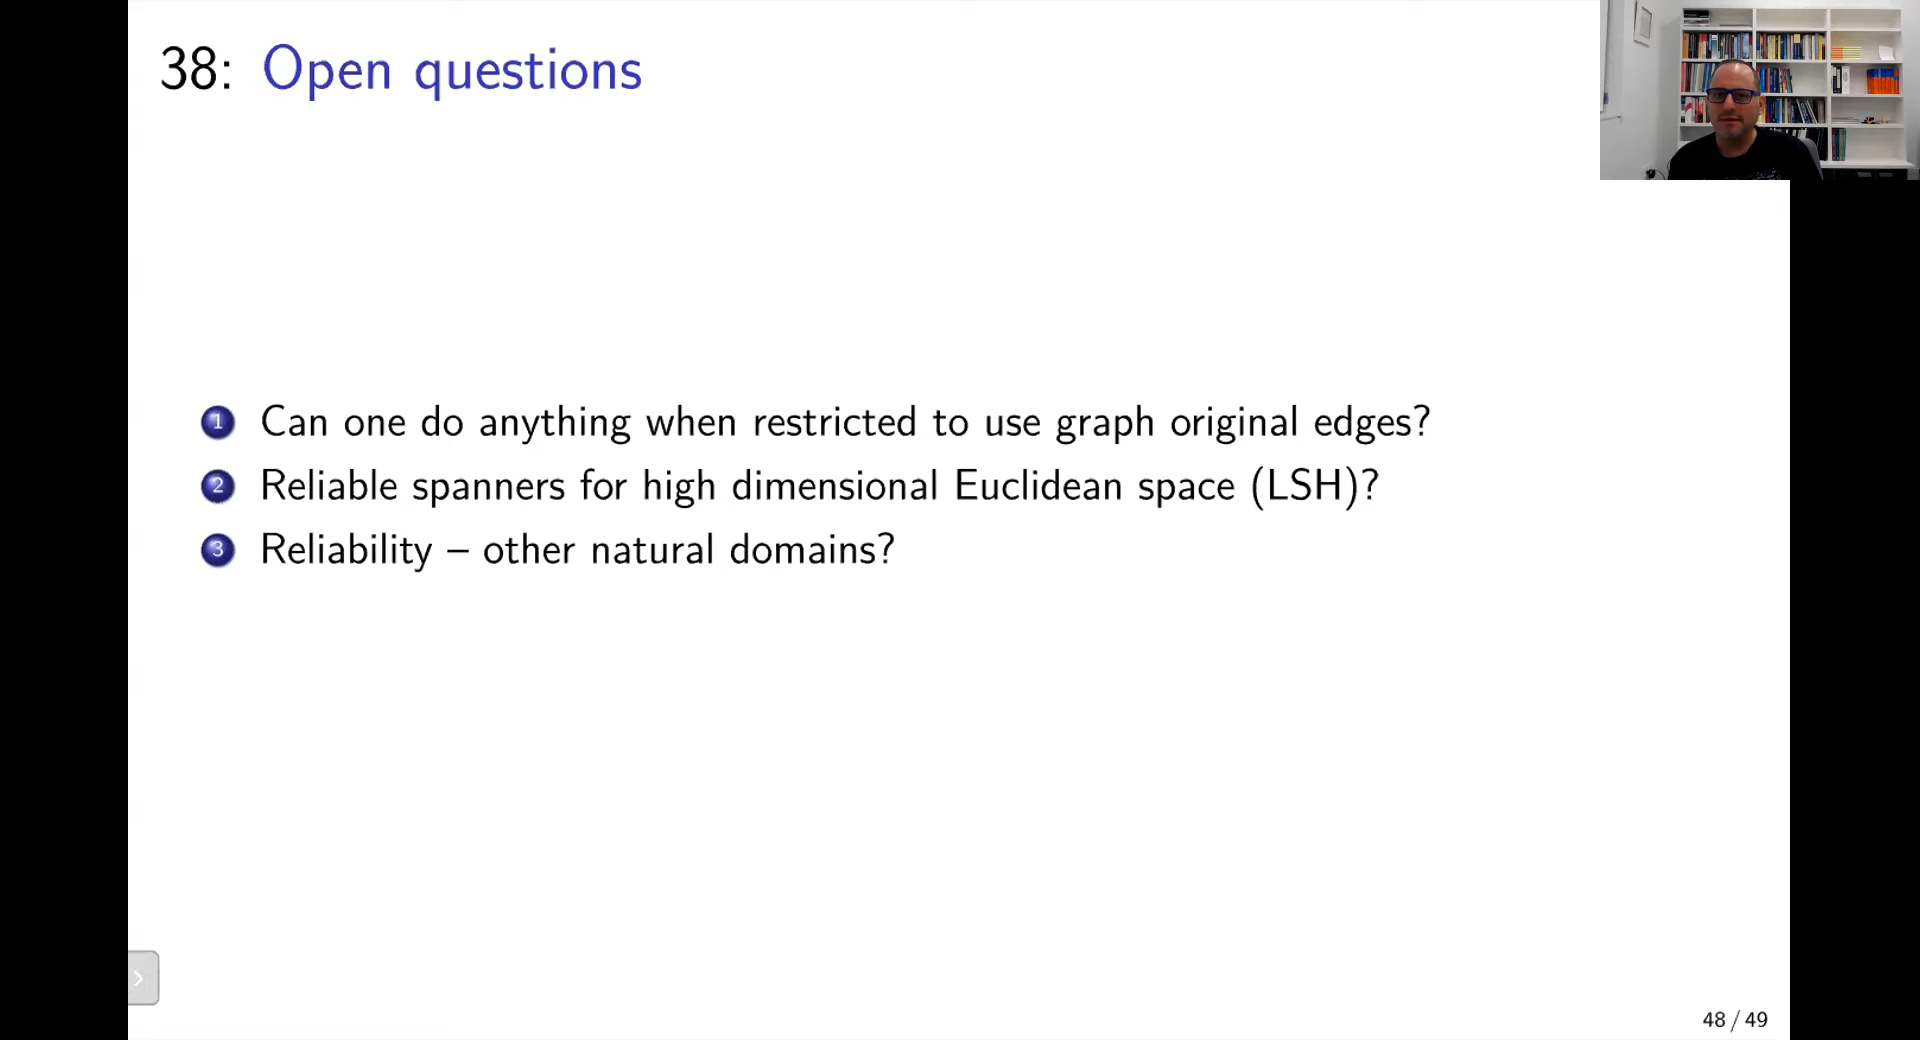 38: Open questions
1 Can one do anything when restricted to use graph original edges?
2 Reliable spanners for high dimensional Euclidean space (LSH)?
3 Reliability – other natural domains?
48 / 49